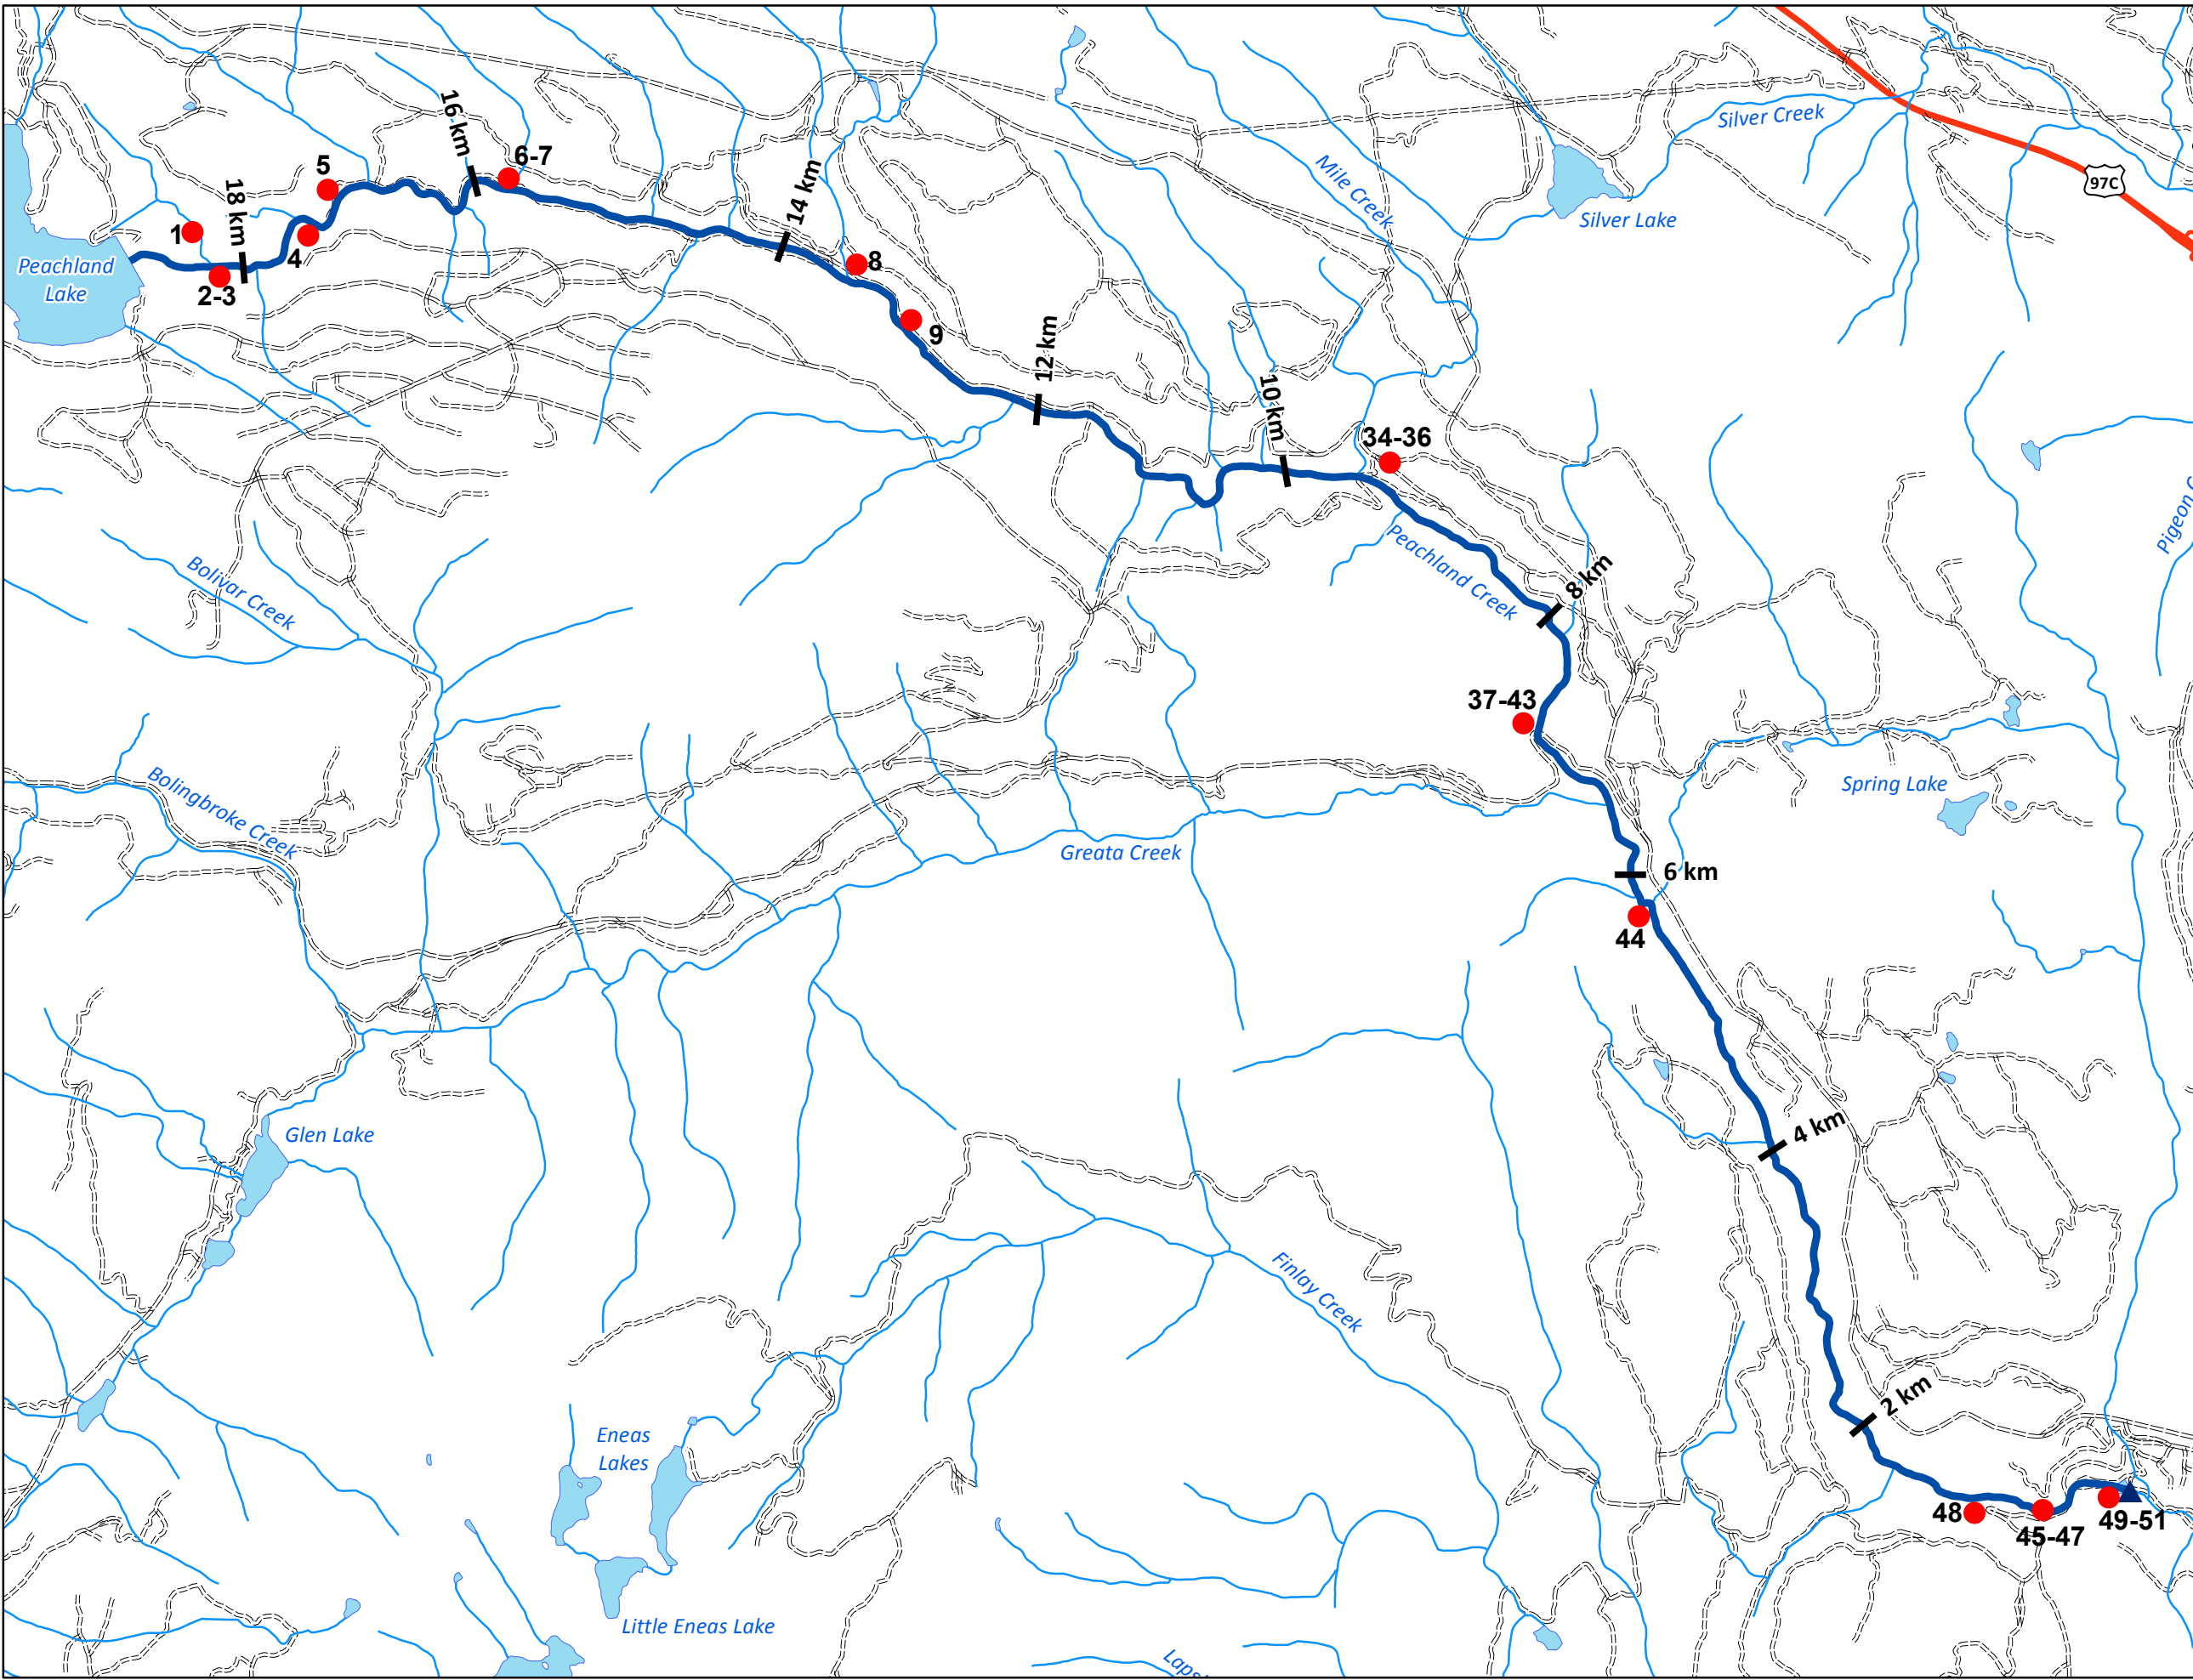 Silver Creek
16 km
5
6-7
97C
Mile Creek
14 km
18 km
1
Silver Lake
4
8
Peachland
Lake
2-3
9
12 km
10 km
34-36
Peachland Creek
8 km
Bolivar Creek
37-43
Bolingbroke Creek
Spring Lake
Greata Creek
6 km
44
Glen Lake
4 km
Finlay Creek
2 km
Eneas
Lakes
48
49-51
45-47
Little Eneas Lake